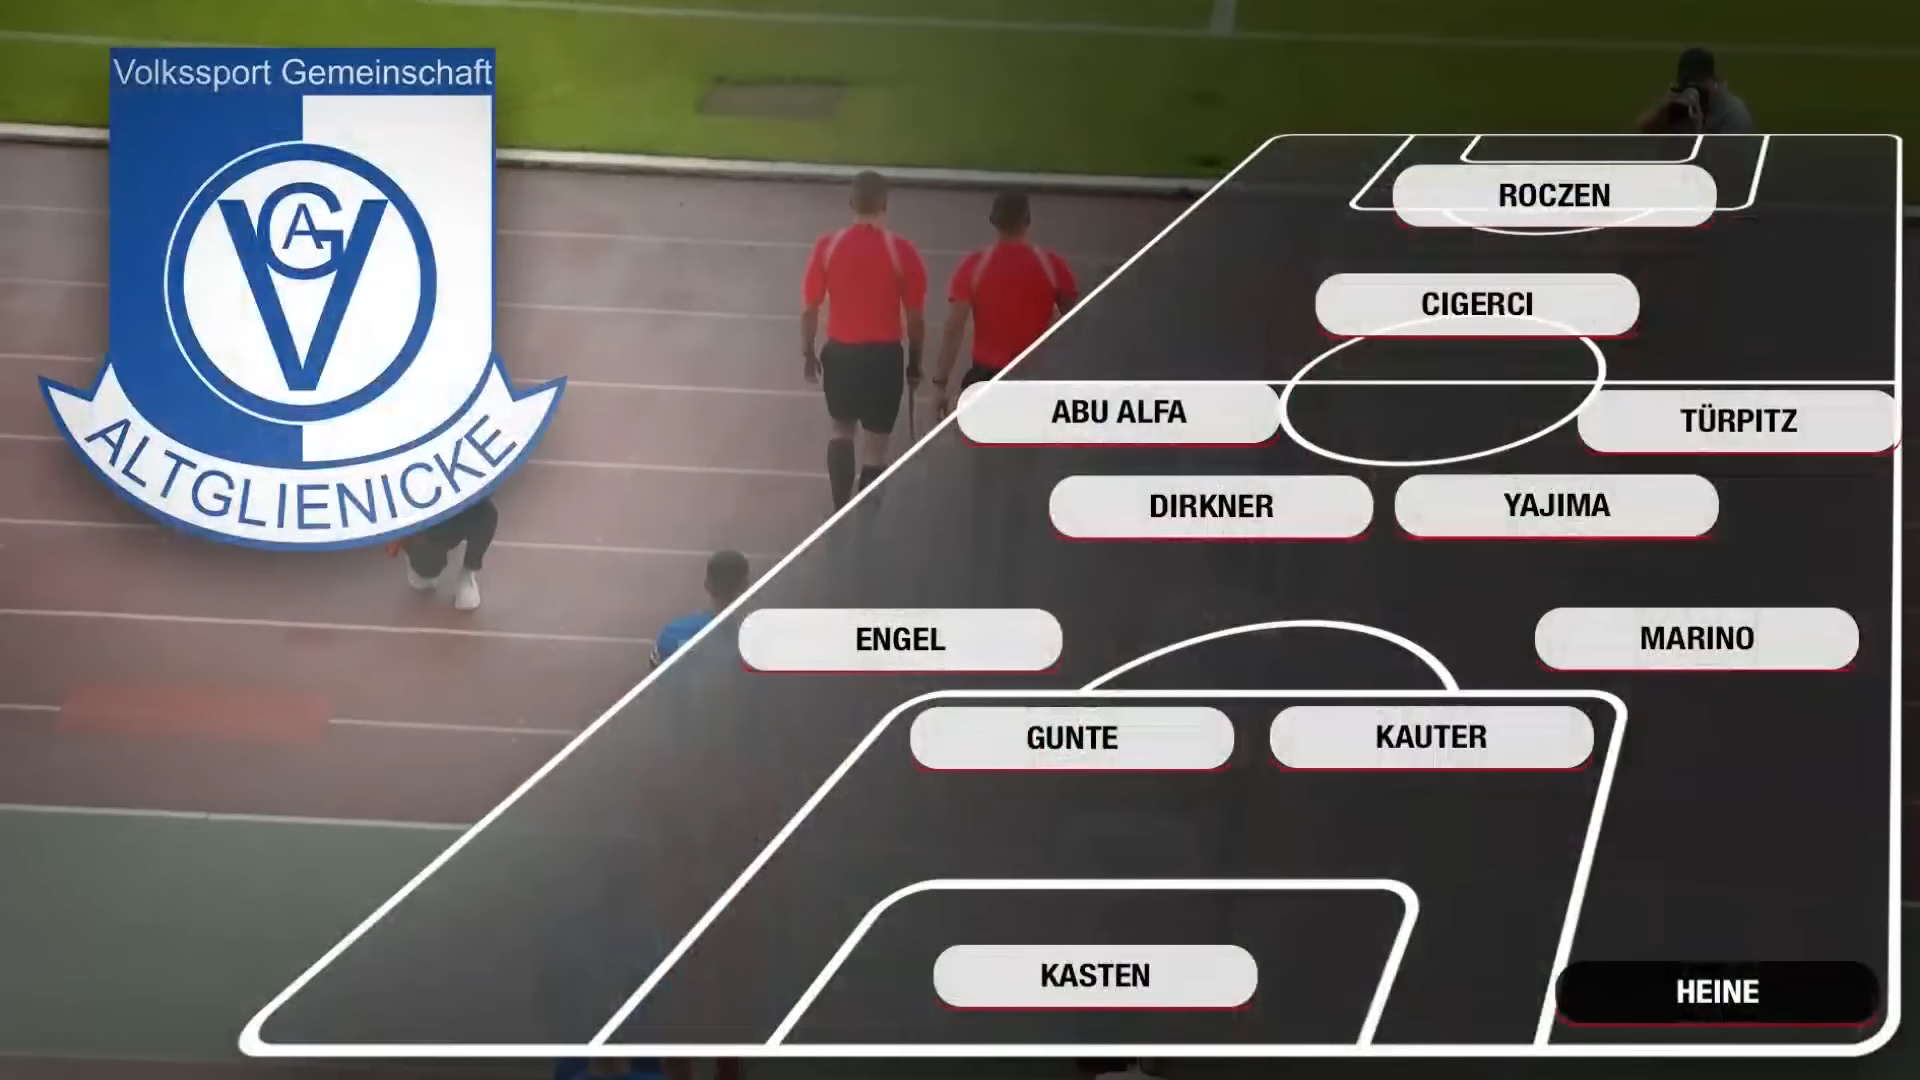 Volkssport Gemeinschaft
VGA
ALTGLIENICKE
ROCZEN
CIGERCI
ABU ALFA
TÜRPITZ
DIRKNER
YAJIMA
ENGEL
MARINO
GUNTE
KAUTER
KASTEN
HEINE